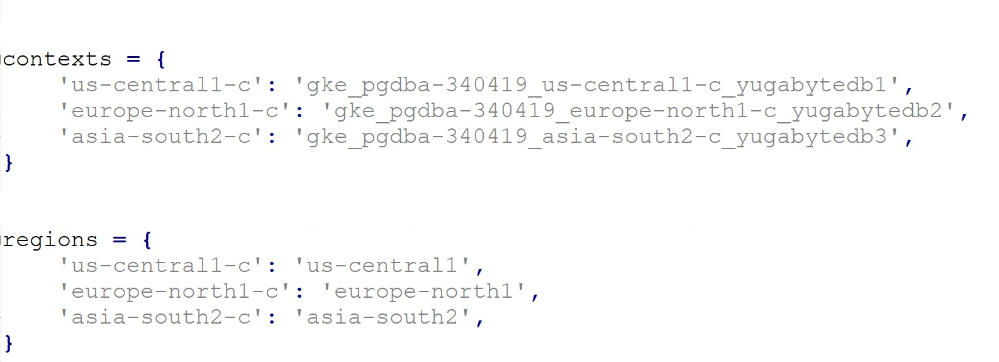 contexts = {
    'us-central1-c': 'gke_pgdba-340419_us-central1-c_yugabytedb1',
    'europe-north1-c': 'gke_pgdba-340419_europe-north1-c_yugabytedb2',
    'asia-south2-c': 'gke_pgdba-340419_asia-south2-c_yugabytedb3',
}
regions = {
    'us-central1-c': 'us-central1',
    'europe-north1-c': 'europe-north1',
    'asia-south2-c': 'asia-south2',
}